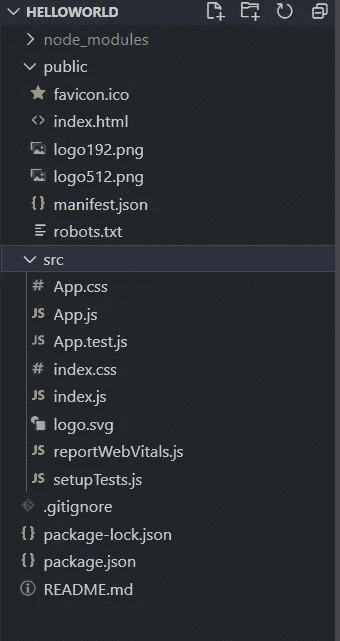 HELLOWORLD
node_modules
public
favicon.ico
<> index.html
logo192.png
logo512.png
{} manifest.json
robots.txt
src
# App.css
JS App.js
JS App.test.js
# index.css
JS index.js
logo.svg
JS reportWebVitals.js
JS setupTests.js
.gitignore
{} package-lock.json
{} package.json
README.md